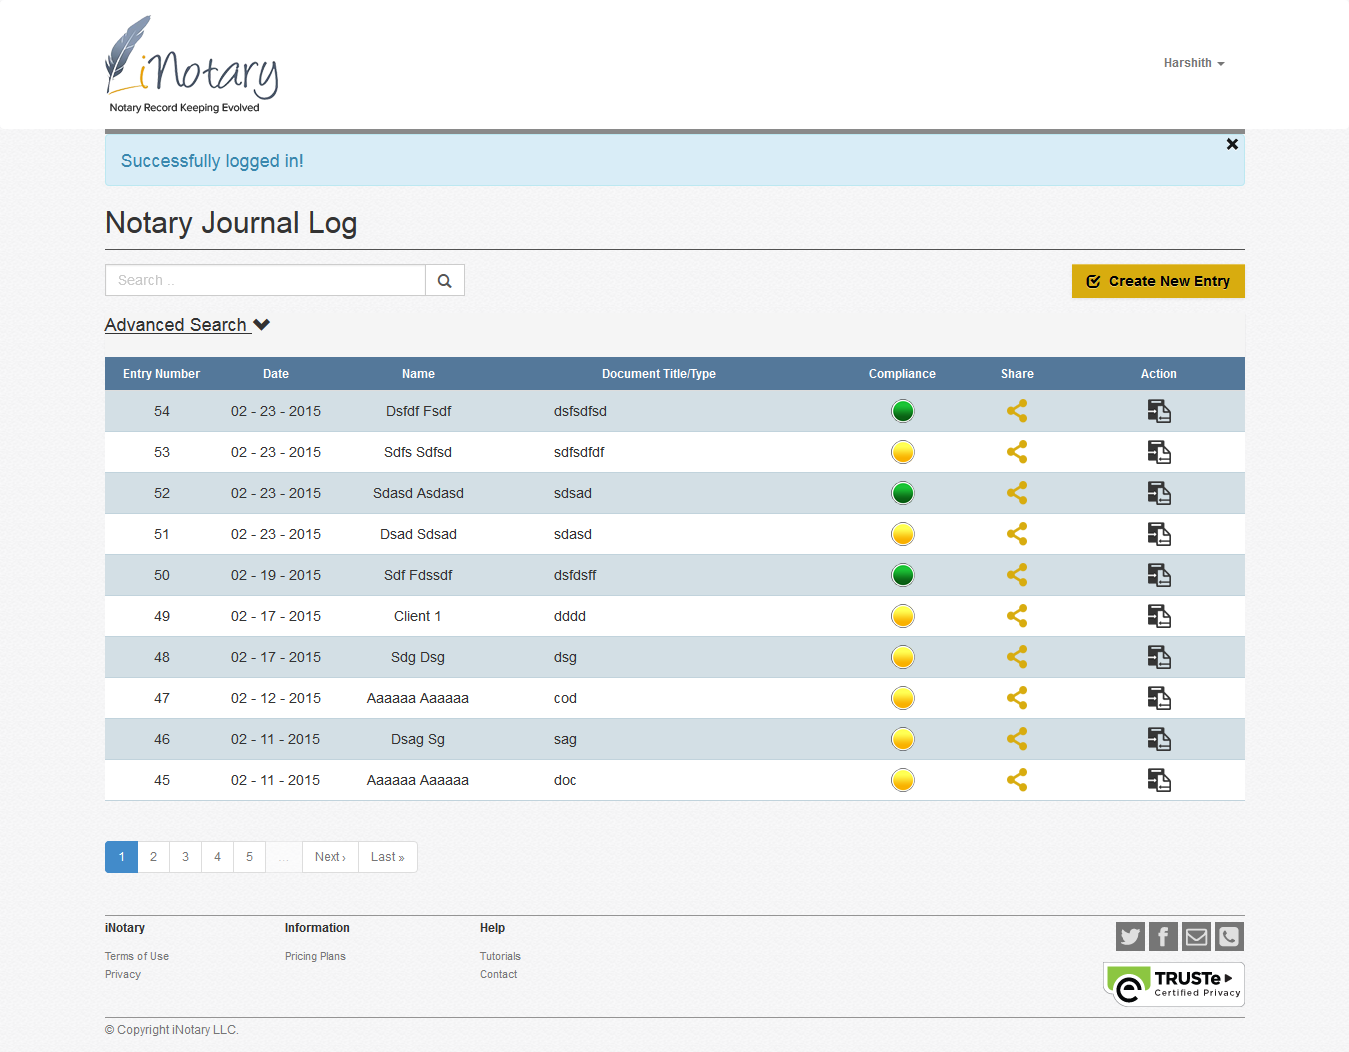 iNotary
Notary Record Keeping Evolved
Harshith
Successfully logged in!
Notary Journal Log
Search ..
Create New Entry
Advanced Search
Entry Number Date Name Document Title/Type Compliance Share Action
54 02 - 23 - 2015 Dsfdf Fsdf dsfsdfsd
53 02 - 23 - 2015 Sdfs Sdfsd sdfsdfdf
52 02 - 23 - 2015 Sdasd Asdasd sdsad
51 02 - 23 - 2015 Dsad Sdsad sdasd
50 02 - 19 - 2015 Sdf Fdssdf dsfdsff
49 02 - 17 - 2015 Client 1 dddd
48 02 - 17 - 2015 Sdg Dsg dsg
47 02 - 12 - 2015 Aaaaaa Aaaaaa cod
46 02 - 11 - 2015 Dsag Sg sag
45 02 - 11 - 2015 Aaaaaa Aaaaaa doc
1 2 3 4 5 ... Next › Last »
iNotary Information Help
Terms of Use Pricing Plans Tutorials
Privacy Contact
TRUSTe
Certified Privacy
© Copyright iNotary LLC.